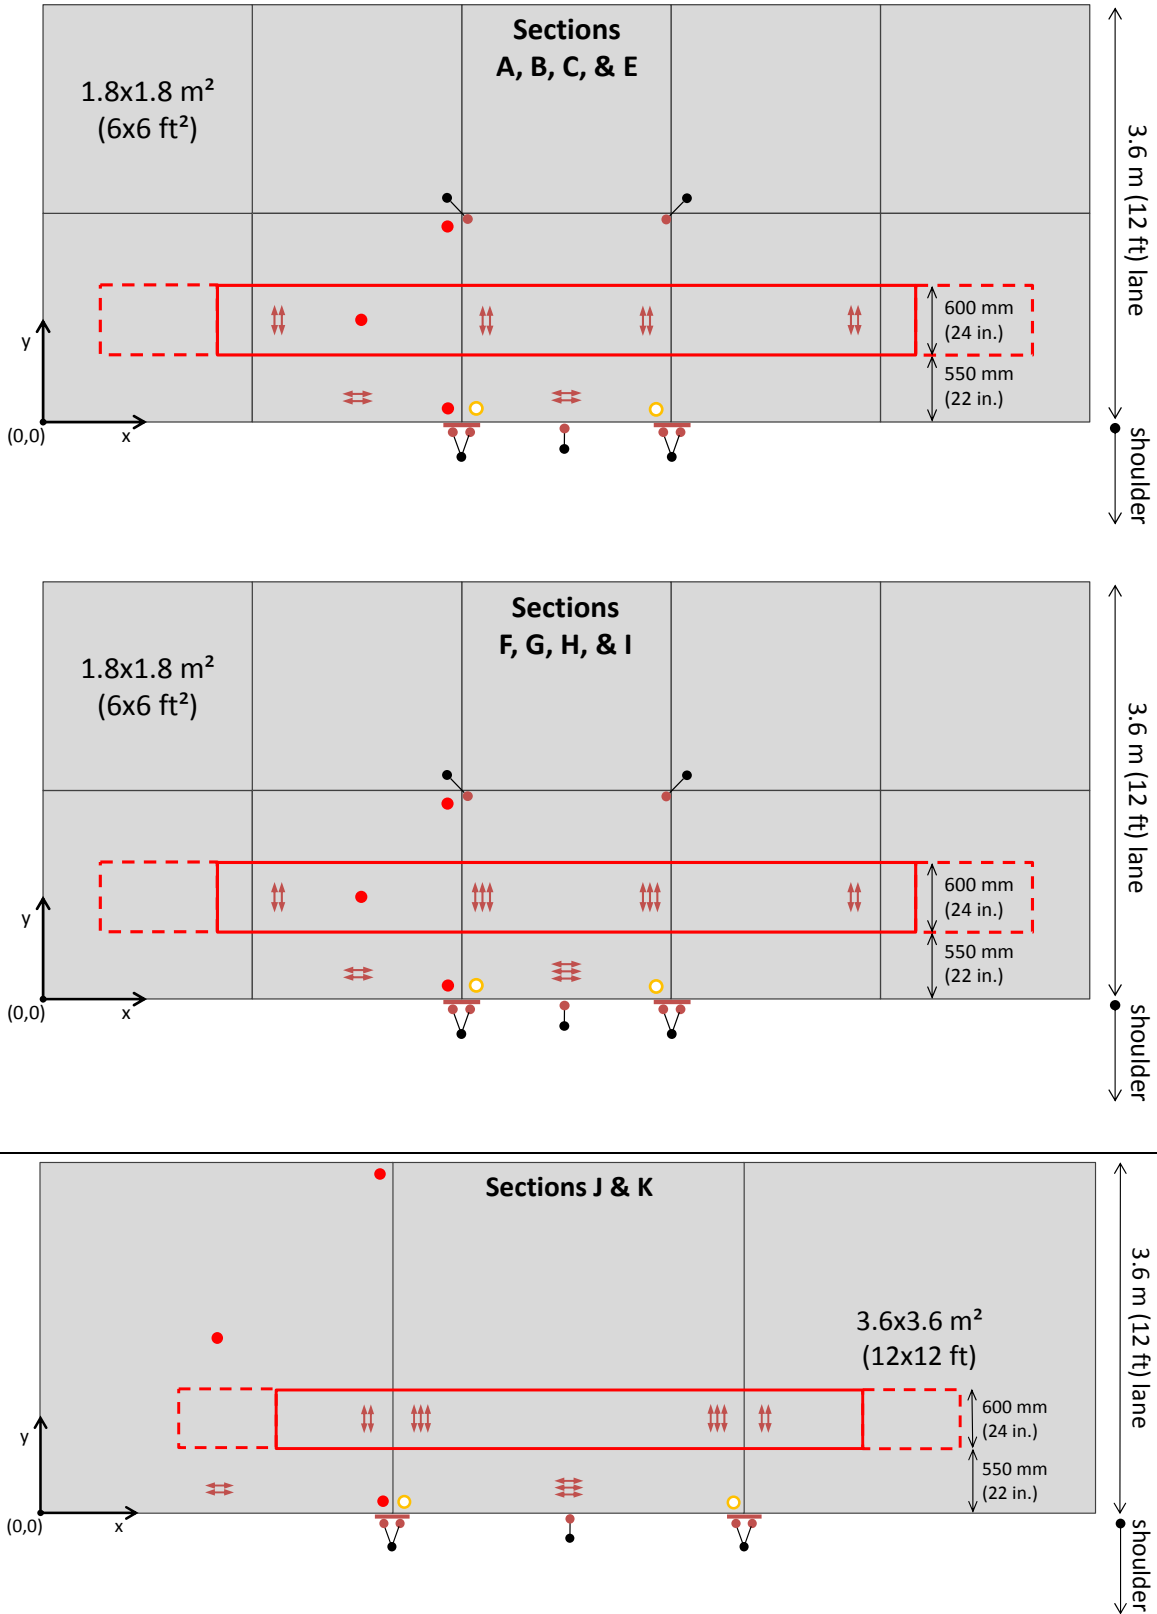 Sections
A, B, C, & E
1.8x1.8 m²
(6x6 ft²)
3.6 m (12 ft) lane
600 mm
(24 in.)
550 mm
(22 in.)
y
(0,0)
x
shoulder
Sections
F, G, H, & I
1.8x1.8 m²
(6x6 ft²)
3.6 m (12 ft) lane
600 mm
(24 in.)
550 mm
(22 in.)
y
(0,0)
x
shoulder
Sections J & K
3.6 m (12 ft) lane
3.6x3.6 m²
(12x12 ft)
600 mm
(24 in.)
550 mm
(22 in.)
y
(0,0)
x
shoulder